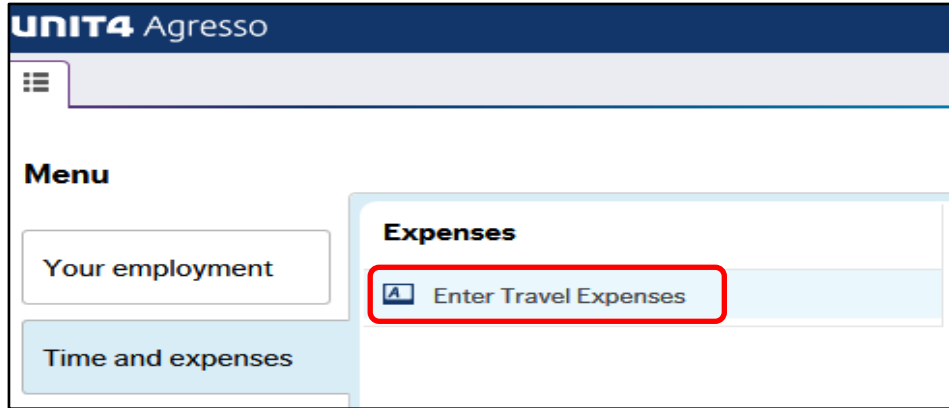 UNIT4 Agresso
Menu
Your employment
Time and expenses
Expenses
A Enter Travel Expenses